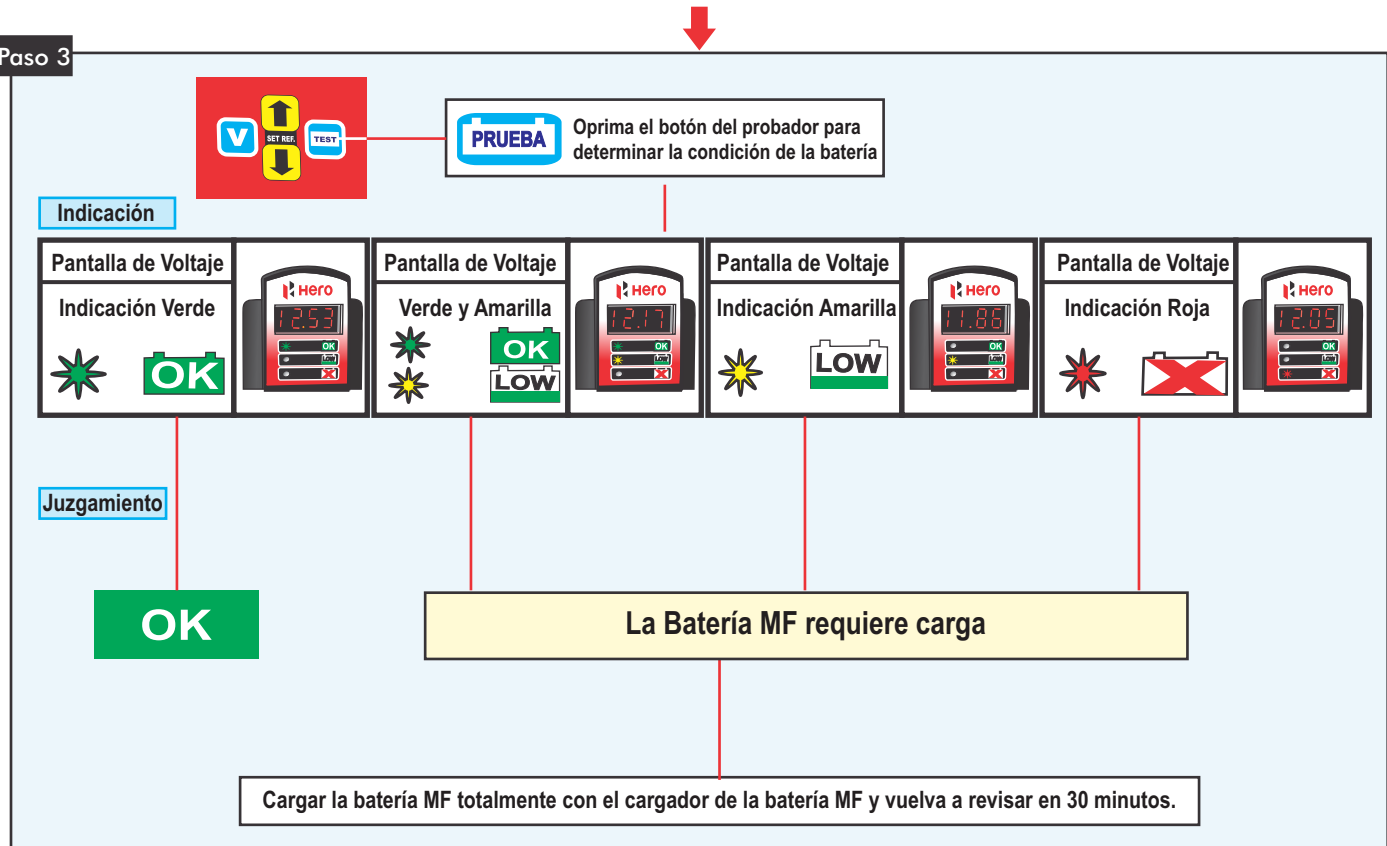 Paso 3
V
SET REF.
TEST
PRUEBA
Oprima el botón del probador para
determinar la condición de la batería
Indicación
Pantalla de Voltaje
Indicación Verde
OK
Hero
12.53
OK
LOW
Pantalla de Voltaje
Verde y Amarilla
OK
LOW
Hero
12.17
OK
LOW
Pantalla de Voltaje
Indicación Amarilla
LOW
Hero
11.86
OK
LOW
Pantalla de Voltaje
Indicación Roja
Hero
12.05
OK
LOW
Juzgamiento
OK
La Batería MF requiere carga
Cargar la batería MF totalmente con el cargador de la batería MF y vuelva a revisar en 30 minutos.